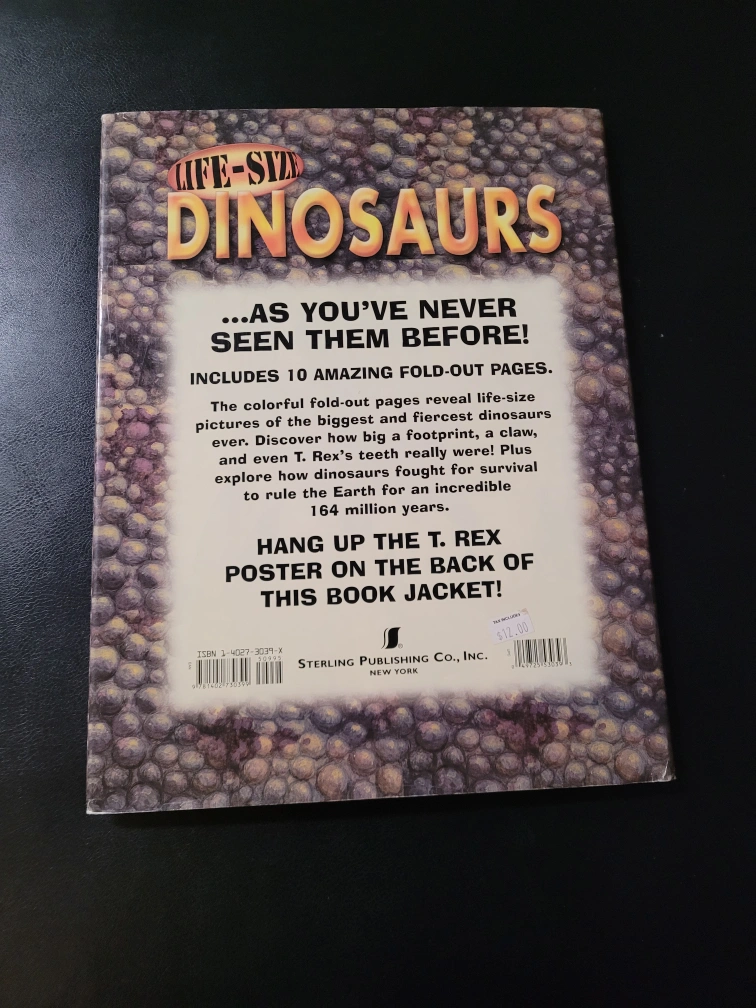 LIFE-SIZE
DINOSAURS
...AS YOU'VE NEVER
SEEN THEM BEFORE!
INCLUDES 10 AMAZING FOLD-OUT PAGES.
The colorful fold-out pages reveal life-size
pictures of the biggest and fiercest dinosaurs
ever. Discover how big a footprint, a claw,
and even T. Rex's teeth really were! Plus
explore how dinosaurs fought for survival
to rule the Earth for an incredible
164 million years.
HANG UP THE T. REX
POSTER ON THE BACK OF
THIS BOOK JACKET!
TAX INCLUDED
$12.00
ISBN 1-4027-3039-X
50995
STERLING PUBLISHING CO., INC.
NEW YORK